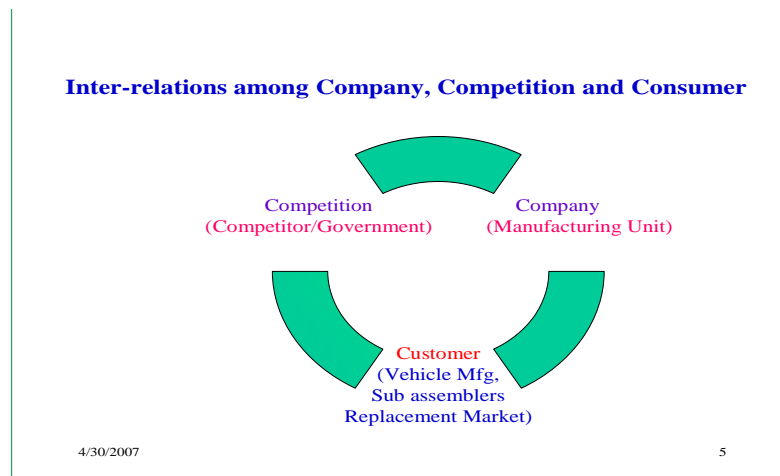 Inter-relations among Company, Competition and Consumer
Competition
(Competitor/Government)
Company
(Manufacturing Unit)
Customer
(Vehicle Mfg,
Sub assemblers
Replacement Market)
4/30/2007
5